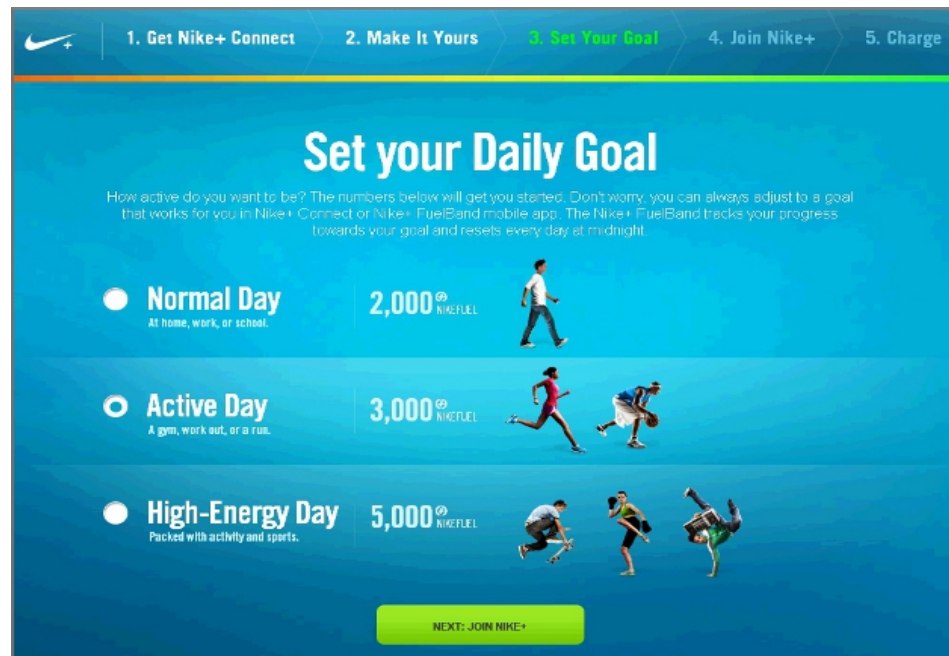 1. Get Nike+ Connect
2. Make It Yours
3. Set Your Goal
4. Join Nike+
5. Charge
Set your Daily Goal
How active do you want to be? The numbers below will get you started. Don't worry, you can always adjust to a goal
that works for you in Nike+ Connect or Nike+ FuelBand mobile app. The Nike+ FuelBand tracks your progress
towards your goal and resets every day at midnight.
Normal Day
At home, work, or school.
2,000 NIKEFUEL
Active Day
A gym, work out, or a run.
3,000 NIKEFUEL
High-Energy Day
Packed with activity and sports.
5,000 NIKEFUEL
NEXT: JOIN NIKE+